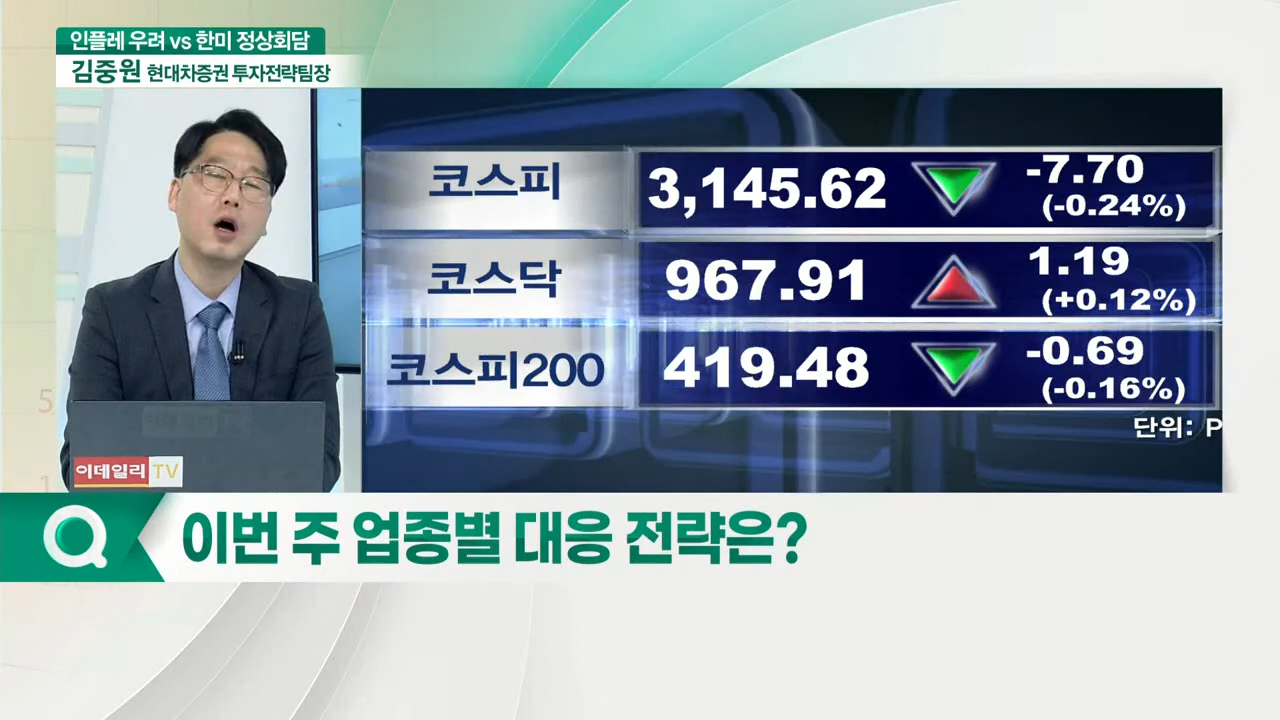 인플레 우려 vs 한미 정상회담
김중원 현대차증권 투자전략팀장
코스피 3,145.62 -7.70 (-0.24%)
코스닥 967.91 1.19 (+0.12%)
코스피200 419.48 -0.69 (-0.16%)
단위: P
5
1
이데일리 TV
이번 주 업종별 대응 전략은?